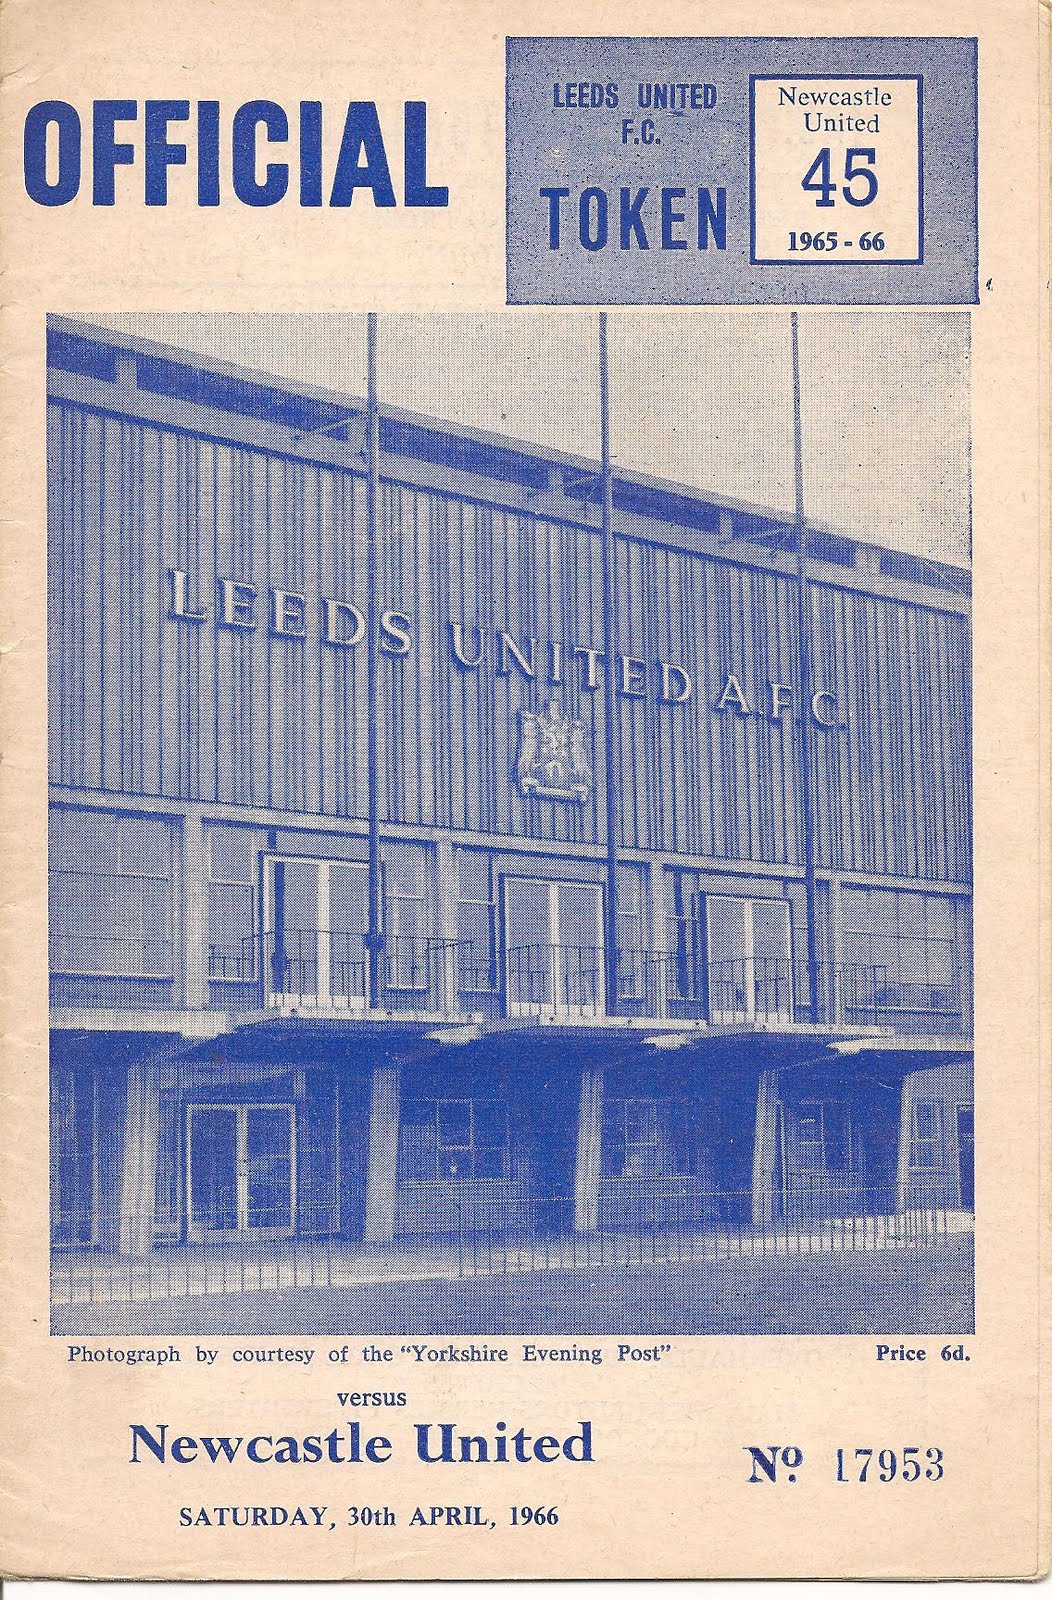 OFFICIAL
LEEDS UNITED
F.C.
TOKEN
Newcastle
United
45
1965 - 66
LEEDS UNITED A.F.C.
Photograph by courtesy of the "Yorkshire Evening Post"
Price 6d.
versus
Newcastle United
Nº. 17953
SATURDAY, 30th APRIL, 1966